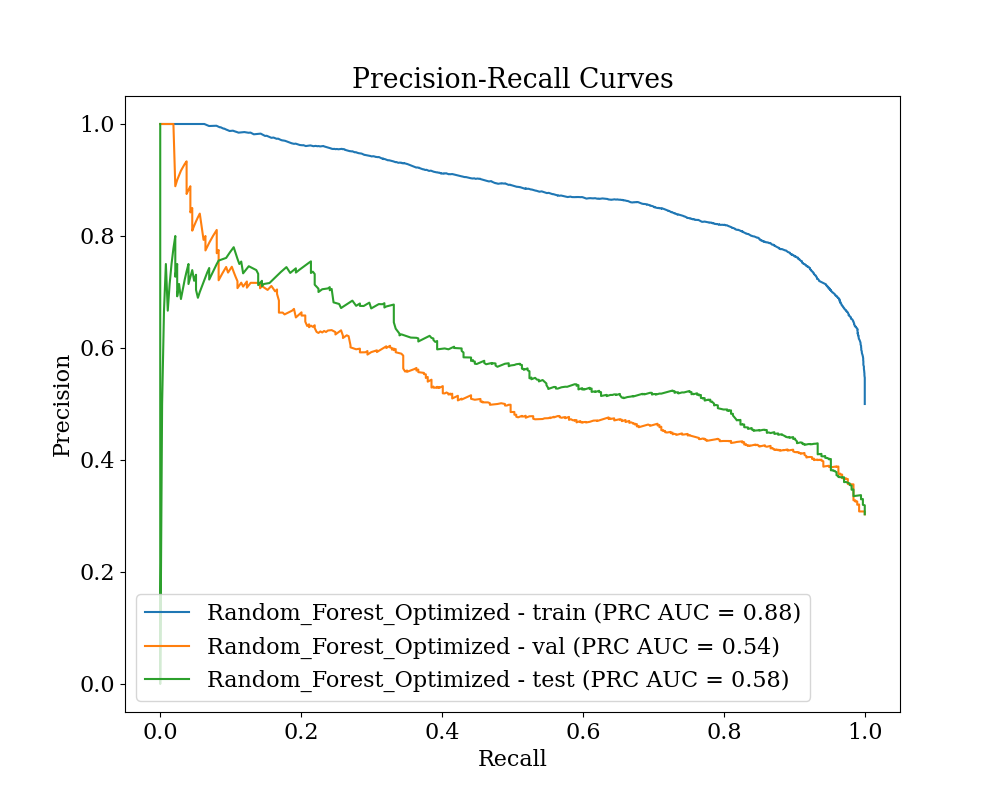 Precision-Recall Curves
1.0
0.8
0.6
0.4
0.2
0.0
Precision
Random_Forest_Optimized - train (PRC AUC = 0.88)
Random_Forest_Optimized - val (PRC AUC = 0.54)
Random_Forest_Optimized - test (PRC AUC = 0.58)
0.0 0.2 0.4 0.6 0.8 1.0
Recall